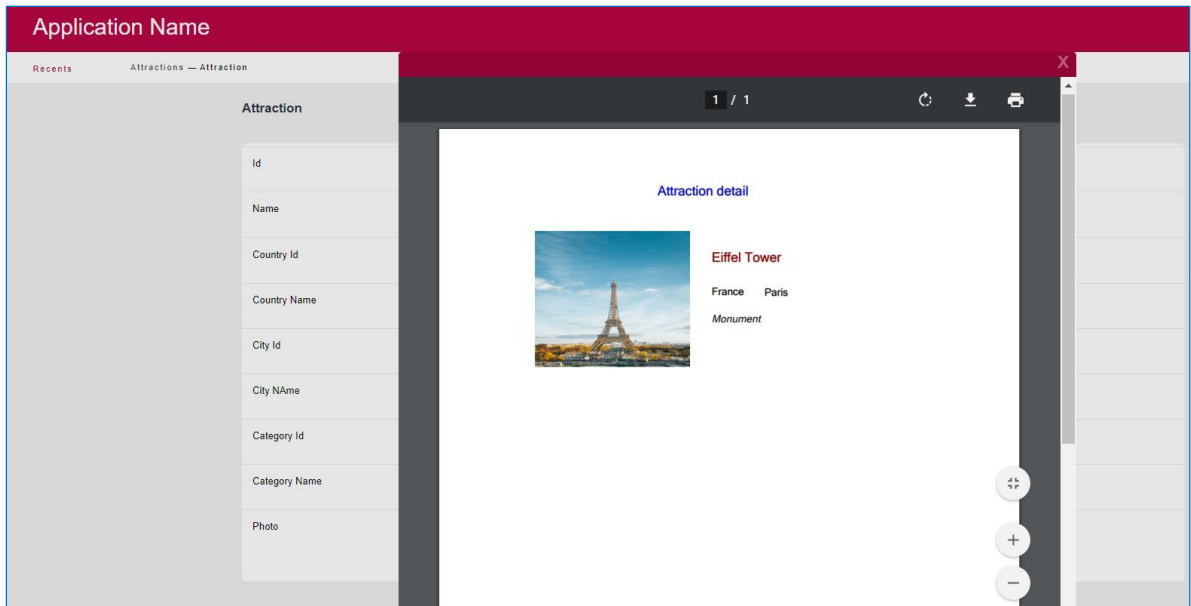 Application Name
Recents Attractions — Attraction
X
1 / 1
Attraction
Id
Name
Country Id
Country Name
City Id
City NAme
Category Id
Category Name
Photo
Attraction detail
Eiffel Tower
France Paris
Monument